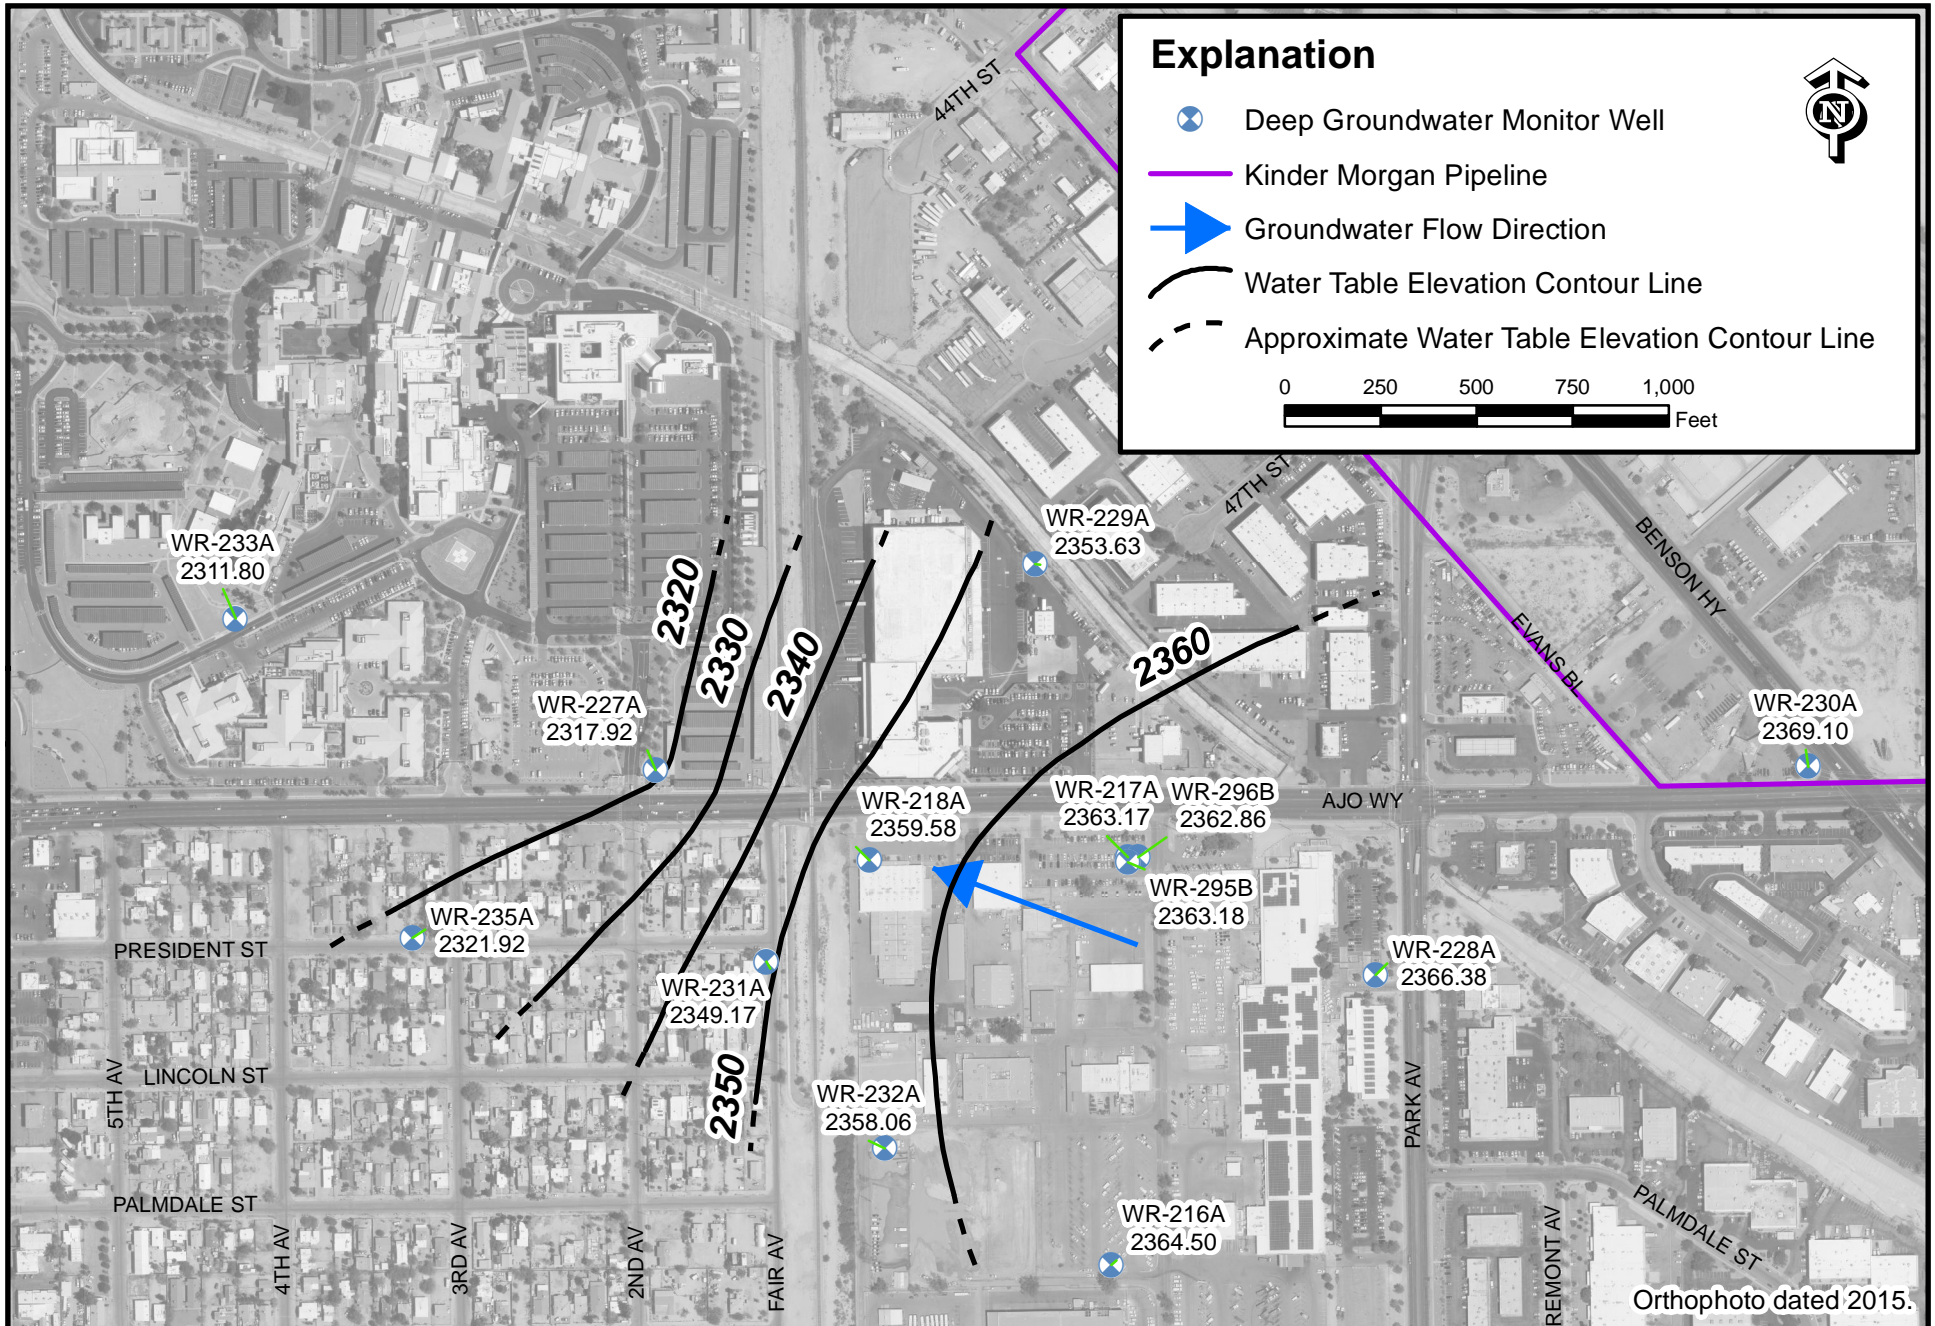 Explanation
N
Deep Groundwater Monitor Well
Kinder Morgan Pipeline
Groundwater Flow Direction
Water Table Elevation Contour Line
Approximate Water Table Elevation Contour Line
0 250 500 750 1,000
Feet
44TH ST
47TH ST
BENSON HY
EVANS BL
WR-229A
2353.63
WR-233A
2311.80
2320
2330
2340
2360
WR-227A
2317.92
WR-230A
2369.10
WR-218A
2359.58
WR-217A
2363.17
WR-296B
2362.86
AJO WY
WR-295B
2363.18
WR-235A
2321.92
PRESIDENT ST
WR-231A
2349.17
WR-228A
2366.38
5TH AV
LINCOLN ST
2350
WR-232A
2358.06
PARK AV
PALMDALE ST
4TH AV
3RD AV
2ND AV
FAIR AV
WR-216A
2364.50
REMONT AV
PALMDALE ST
Orthophoto dated 2015.